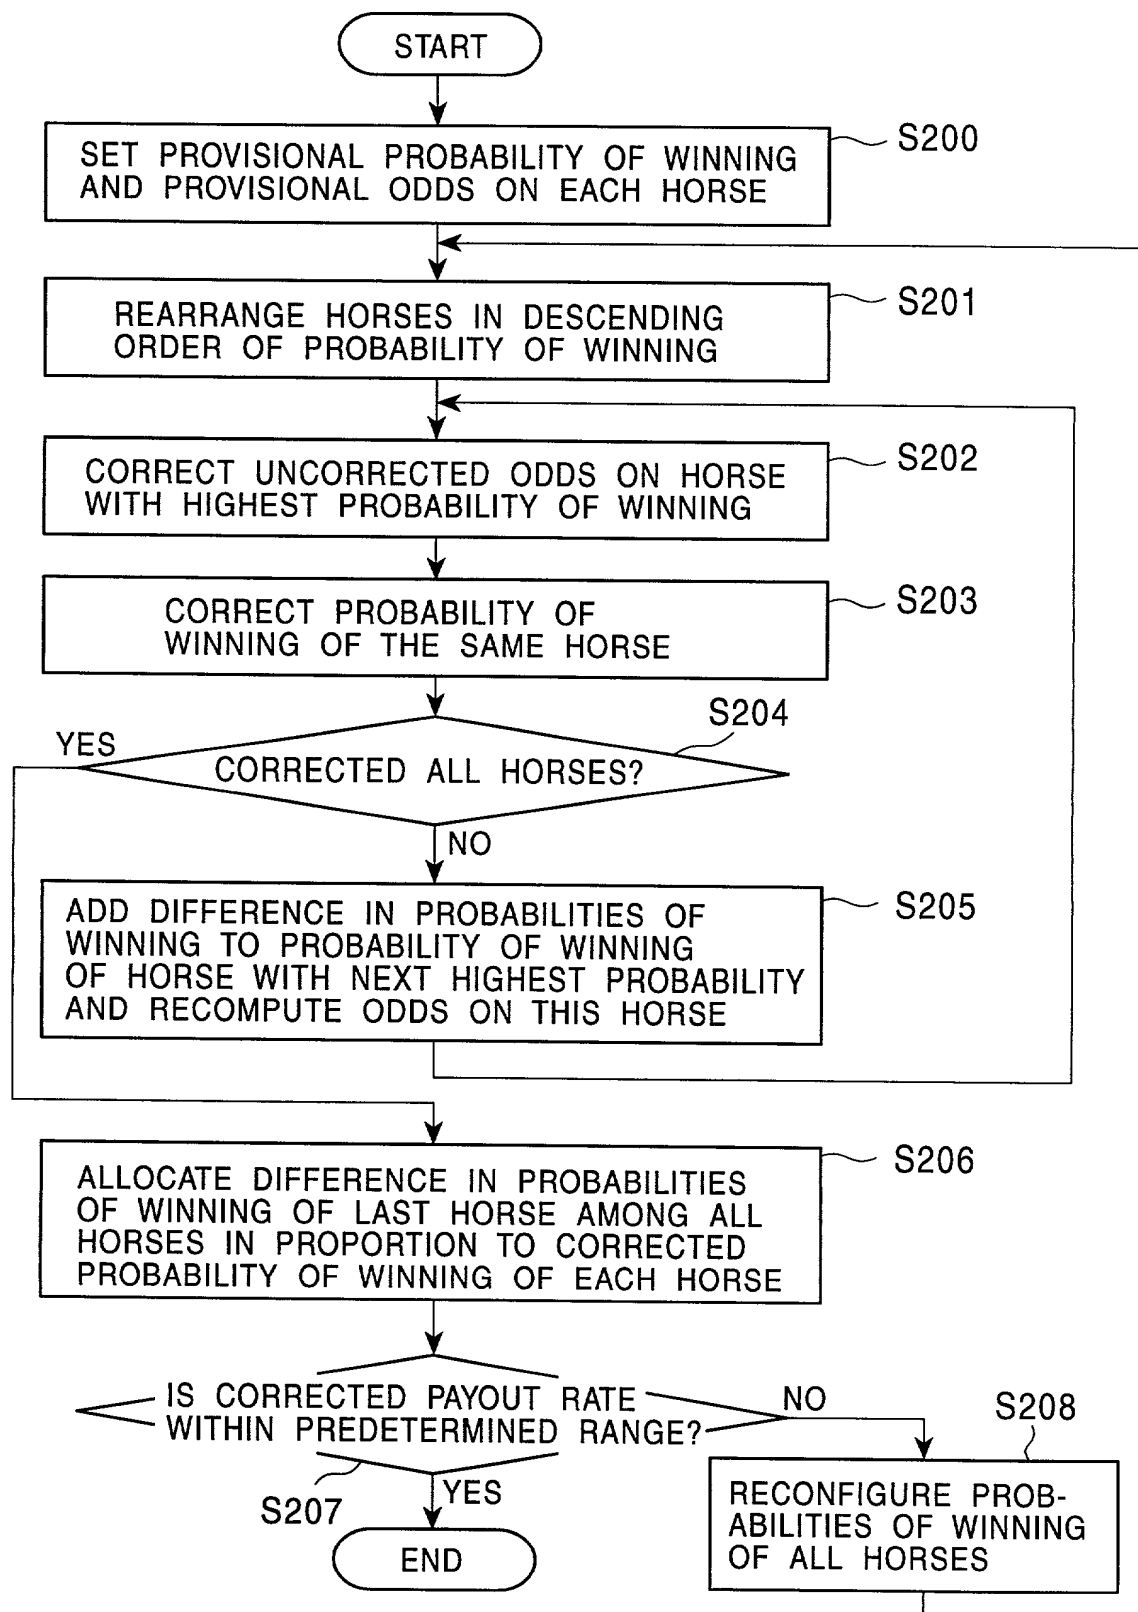 START
S200
SET PROVISIONAL PROBABILITY OF WINNING
AND PROVISIONAL ODDS ON EACH HORSE
S201
REARRANGE HORSES IN DESCENDING
ORDER OF PROBABILITY OF WINNING
S202
CORRECT UNCORRECTED ODDS ON HORSE
WITH HIGHEST PROBABILITY OF WINNING
S203
CORRECT PROBABILITY OF
WINNING OF THE SAME HORSE
S204
YES
CORRECTED ALL HORSES?
NO
S205
ADD DIFFERENCE IN PROBABILITIES OF
WINNING TO PROBABILITY OF WINNING
OF HORSE WITH NEXT HIGHEST PROBABILITY
AND RECOMPUTE ODDS ON THIS HORSE
S206
ALLOCATE DIFFERENCE IN PROBABILITIES
OF WINNING OF LAST HORSE AMONG ALL
HORSES IN PROPORTION TO CORRECTED
PROBABILITY OF WINNING OF EACH HORSE
IS CORRECTED PAYOUT RATE
WITHIN PREDETERMINED RANGE?
NO
S208
S207
YES
RECONFIGURE PROB-
ABILITIES OF WINNING
OF ALL HORSES
END